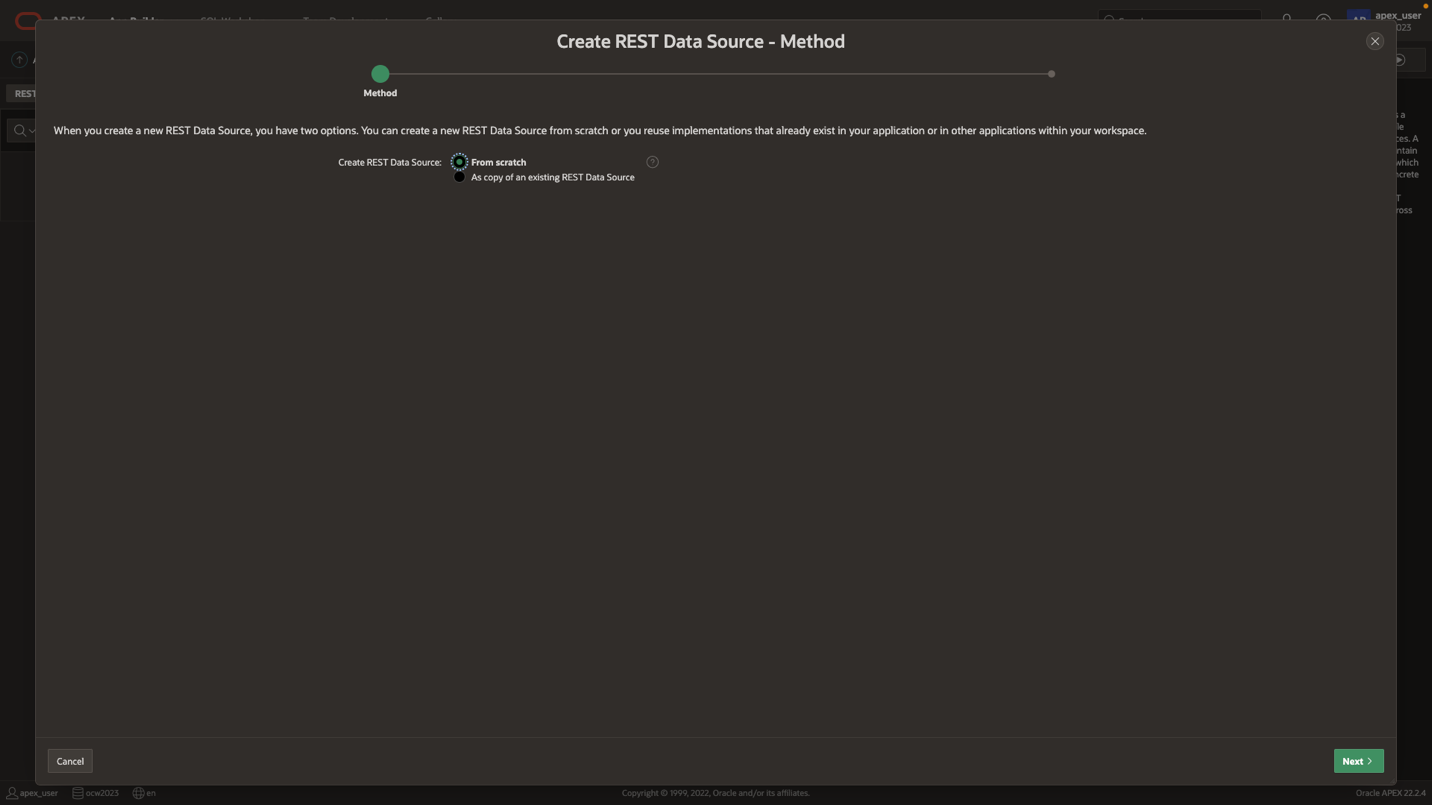 apex_user
Create REST Data Source - Method
Method
REST
When you create a new REST Data Source, you have two options. You can create a new REST Data Source from scratch or you reuse implementations that already exist in your application or in other applications within your workspace.
Create REST Data Source:
From scratch
?
As copy of an existing REST Data Source
Cancel
Next
apex_user
ocw2023
en
Copyright © 1999, 2022, Oracle and/or its affiliates.
Oracle APEX 22.2.4